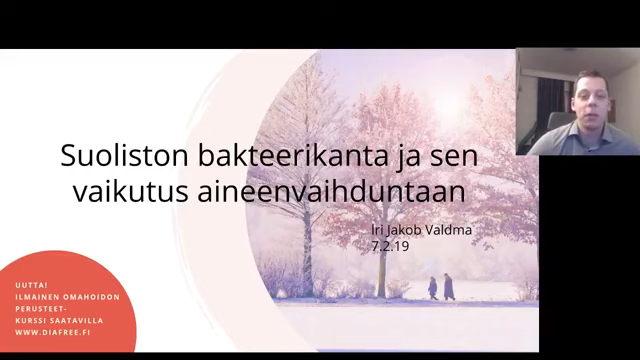 Suoliston bakteerikanta ja sen
vaikutus aineenvaihduntaan
Iri Jakob Valdma
7.2.19
UUTTA!
ILMAINEN OMAHOIDON
PERUSTEET-
KURSSI SAATAVILLA
WWW.DIAFREE.FI